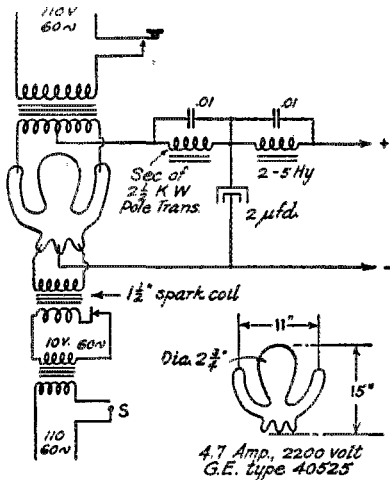 110V
60~
.01
.01
+
Sec of
2½ K W
Pole Trans.
2-5 Hy
2 µfd.
-
1½" spark coil
10V. 60~
11"
Dia. 2¾"
15"
S
110
60~
4.7 Amp., 2200 volt
G.E. type 40525